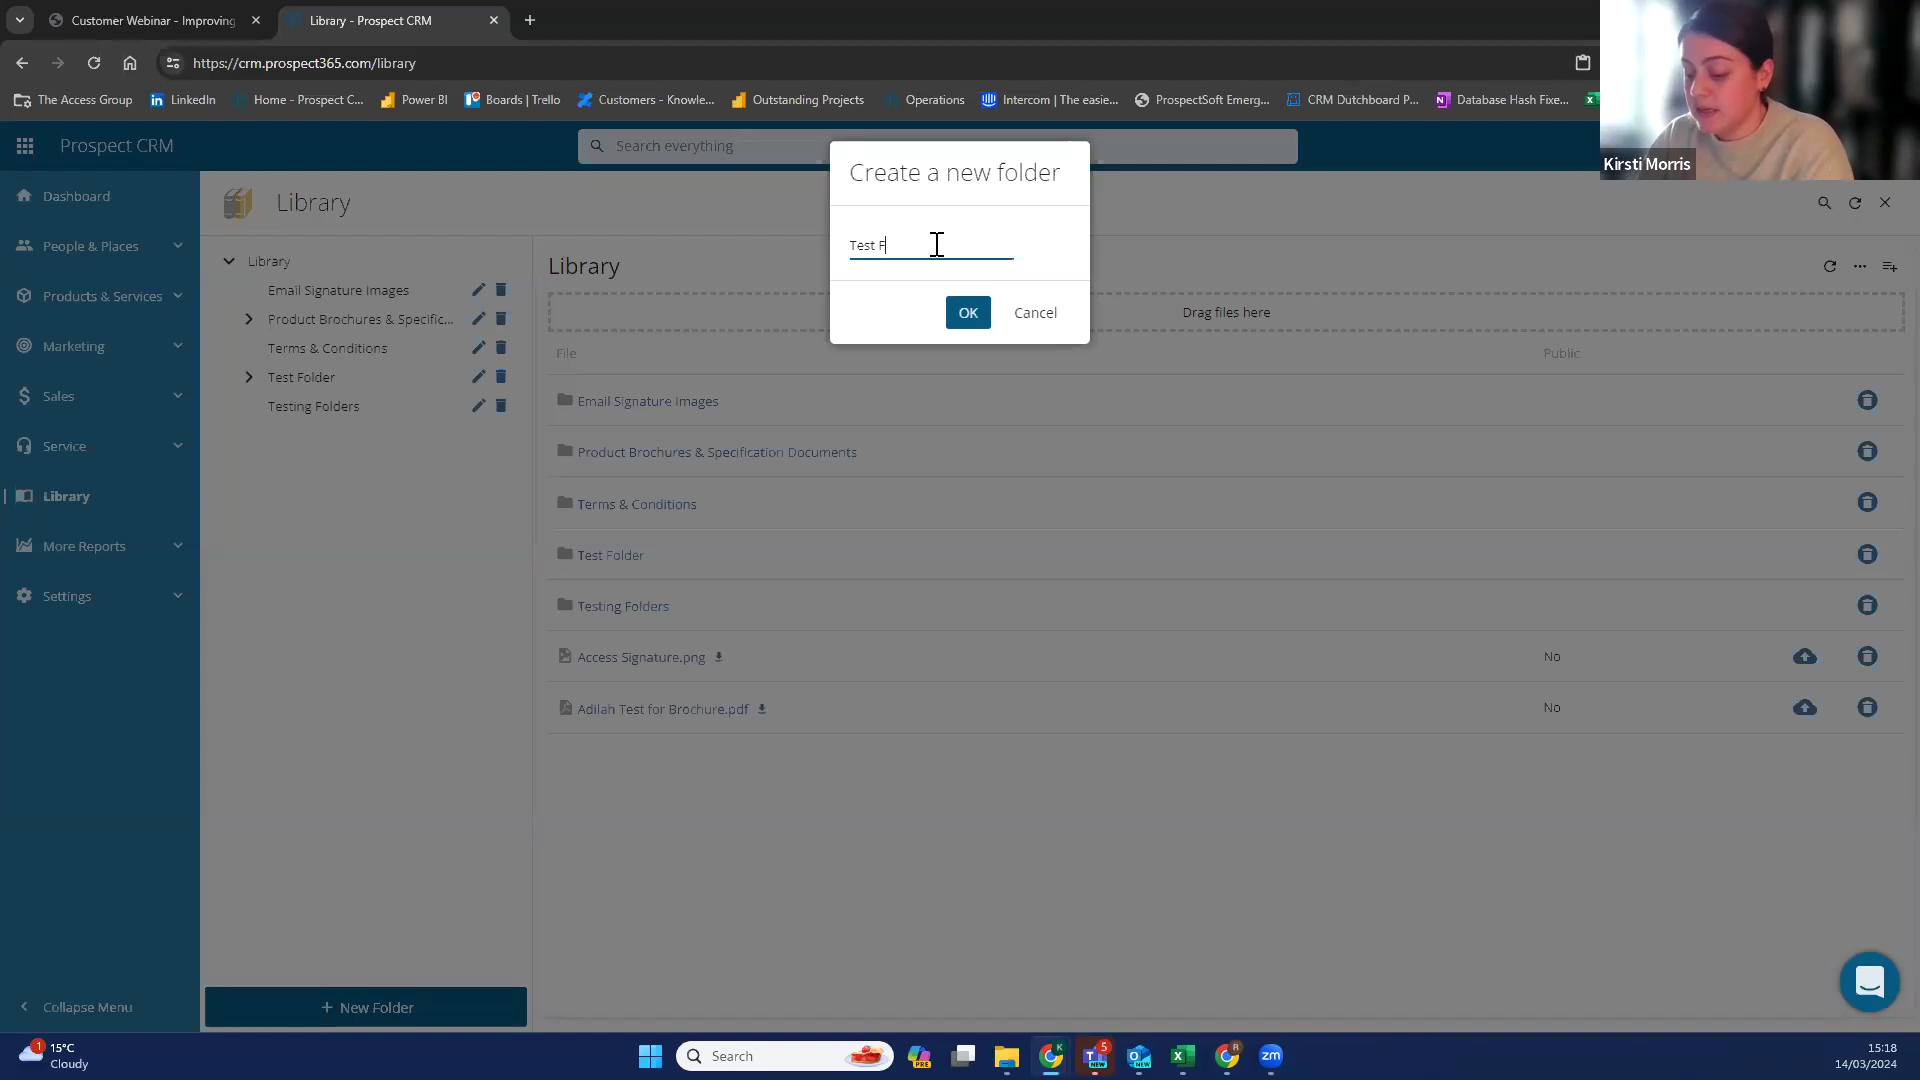 Customer Webinar - Improving
Library - Prospect CRM
https://crm.prospect365.com/library
The Access Group
LinkedIn
Home - Prospect C...
Power BI
Boards | Trello
Customers - Knowle...
Outstanding Projects
Operations
Intercom | The easie...
ProspectSoft Emerg...
CRM Dutchboard P...
Database Hash Fixe...
Kirsti Morris
Prospect CRM
Search everything
Dashboard
People & Places
Products & Services
Marketing
Sales
Service
Library
More Reports
Settings
Collapse Menu
Library
Library
Email Signature Images
Product Brochures & Specific...
Terms & Conditions
Test Folder
Testing Folders
+ New Folder
Create a new folder
Test F
OK
Cancel
Library
Drag files here
File
Public
Email Signature Images
Product Brochures & Specification Documents
Terms & Conditions
Test Folder
Testing Folders
Access Signature.png
No
Adilah Test for Brochure.pdf
No
1
15°C
Cloudy
Search
PRE
5
NEW
NEW
K
R
zm
15:18
14/03/2024